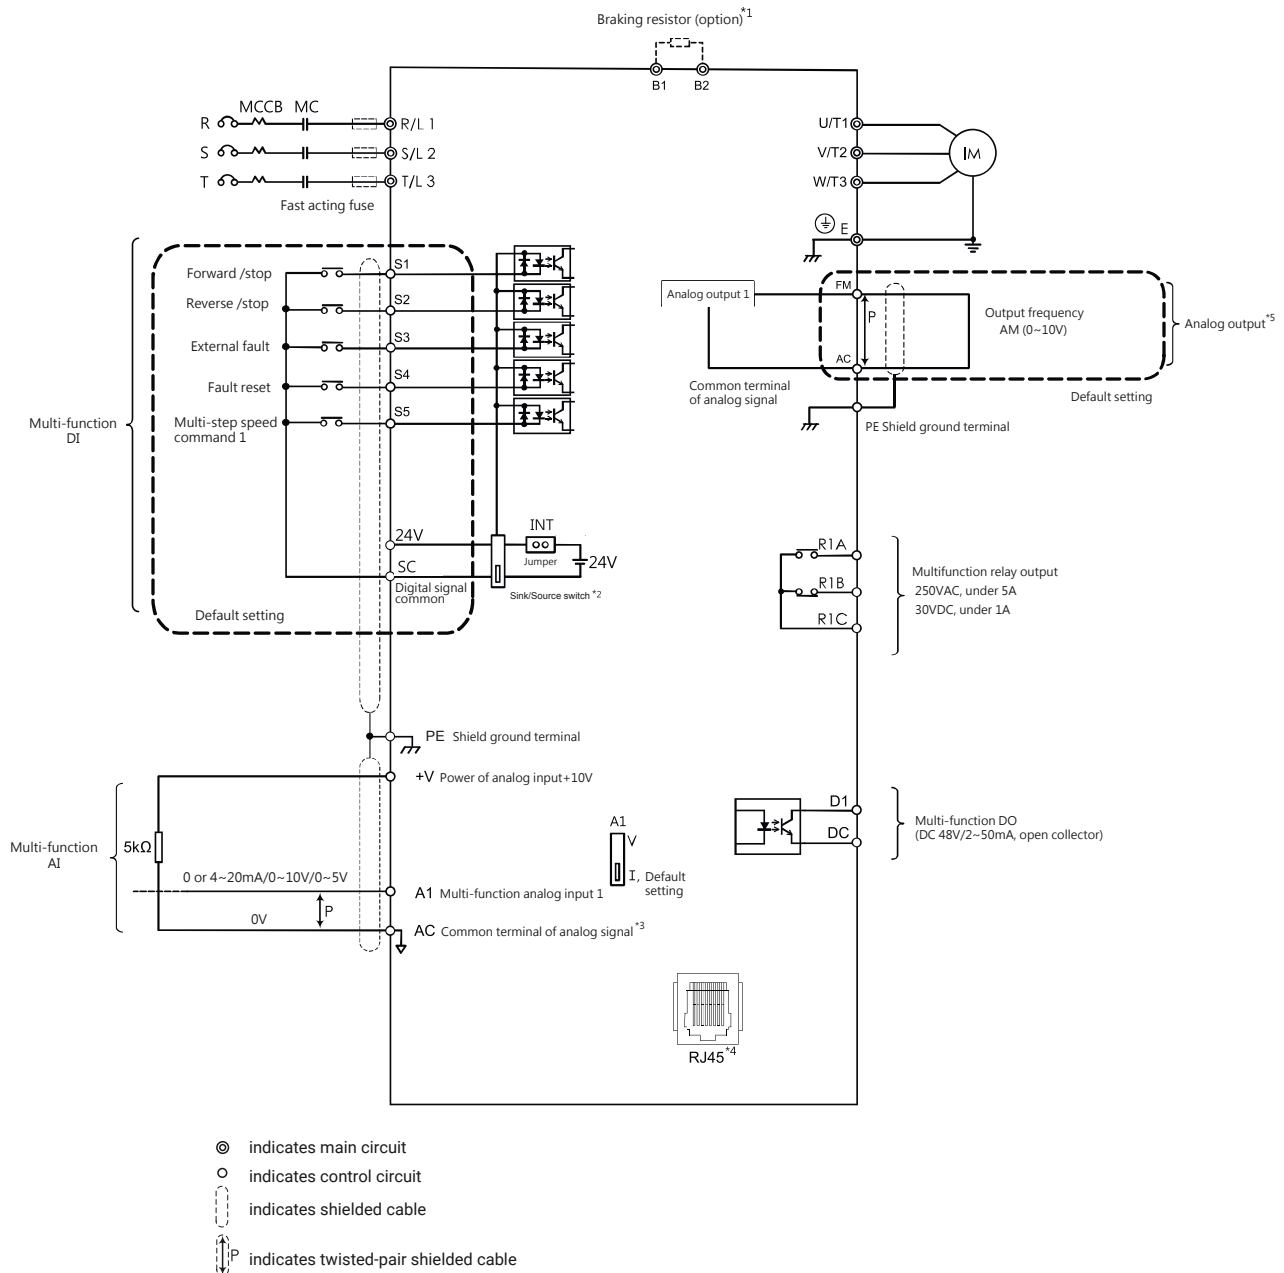 Braking resistor (option)*1
B1 B2
MCCB MC
R R/L 1
S S/L 2
T T/L 3
Fast acting fuse
U/T1
V/T2
W/T3
IM
E
Multi-function
DI
Forward /stop
S1
Reverse /stop
S2
External fault
S3
Fault reset
S4
Multi-step speed
command 1
S5
24V
SC
Digital signal
common
Default setting
INT
Jumper
24V
Sink/Source switch *2
Analog output 1
FM
P
AC
Output frequency
AM (0~10V)
Analog output*5
Common terminal
of analog signal
Default setting
PE Shield ground terminal
R1A
R1B
R1C
Multifunction relay output
250VAC, under 5A
30VDC, under 1A
PE Shield ground terminal
+V Power of analog input+10V
Multi-function
AI
5kΩ
0 or 4~20mA/0~10V/0~5V
A1 Multi-function analog input 1
P
0V
AC Common terminal of analog signal*3
A1
V
I, Default
setting
D1
DC
Multi-function DO
(DC 48V/2~50mA, open collector)
RJ45*4
indicates main circuit
indicates control circuit
indicates shielded cable
P indicates twisted-pair shielded cable